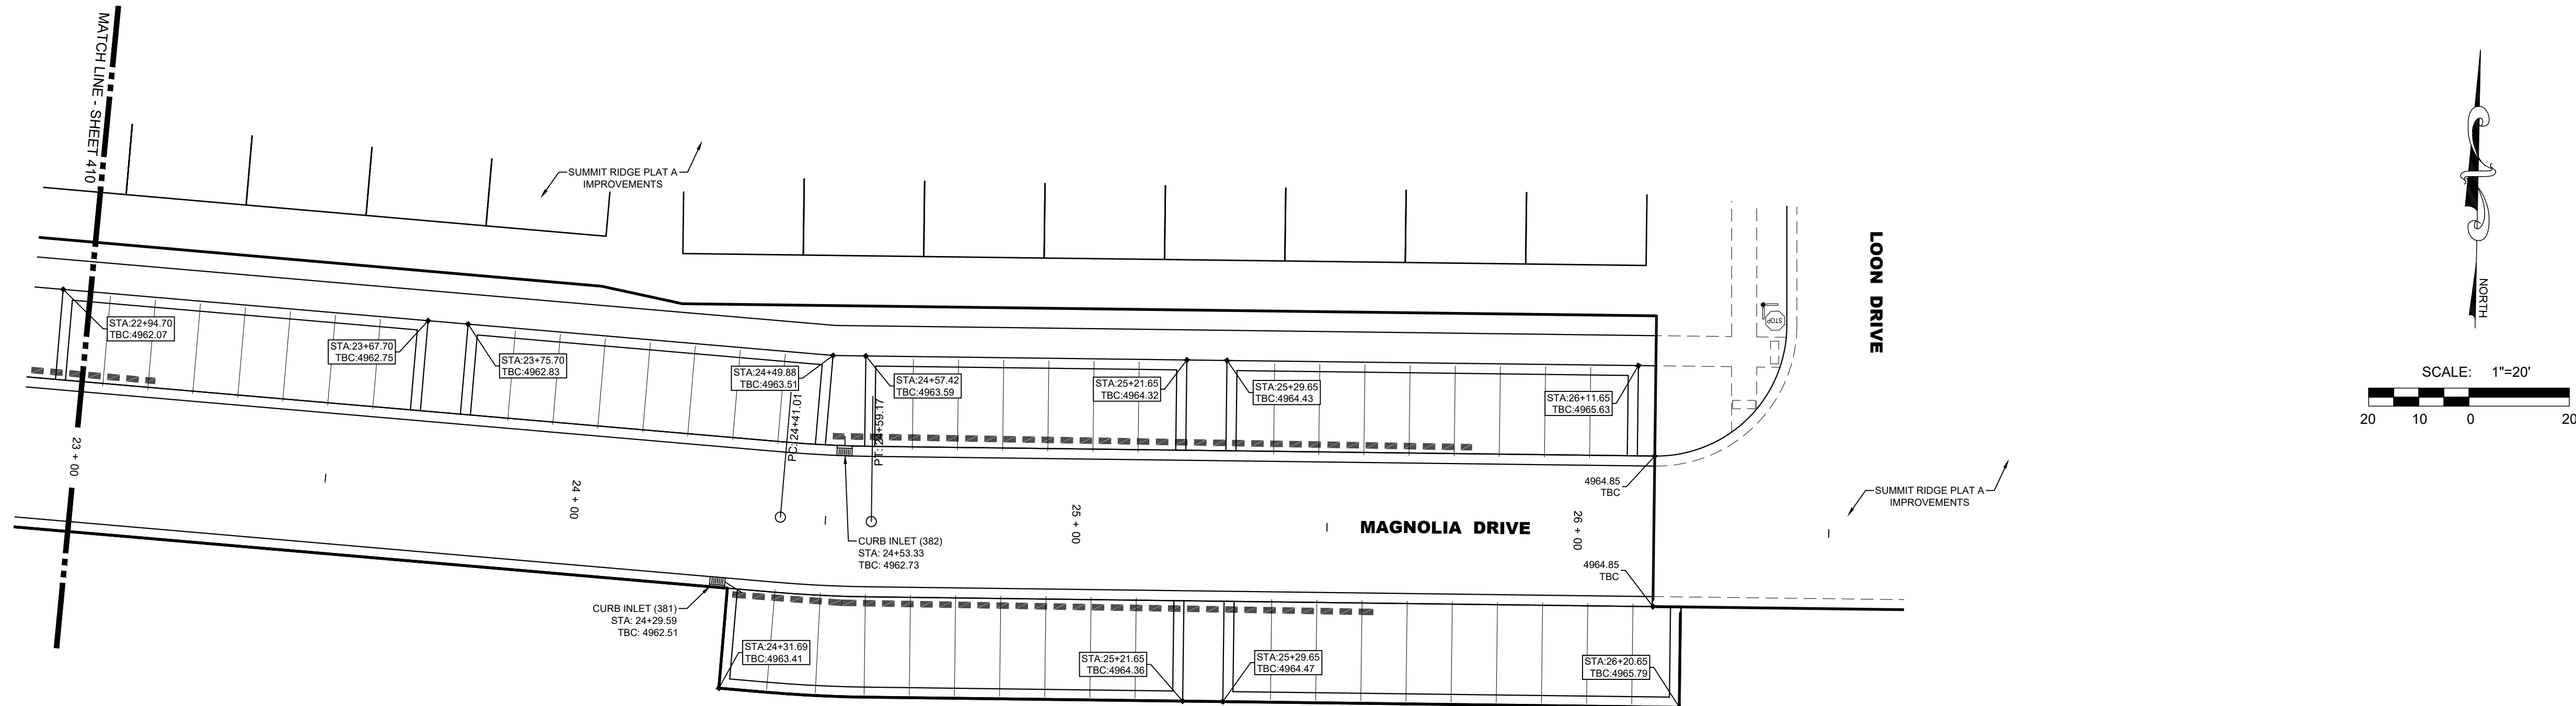 MATCH LINE - SHEET 410
SUMMIT RIDGE PLAT A
IMPROVEMENTS
LOON DRIVE
STOP
NORTH
SCALE: 1"=20'
20 10 0 20
STA:22+94.70
TBC:4962.07
STA:23+67.70
TBC:4962.75
STA:23+75.70
TBC:4962.83
STA:24+49.88
TBC:4963.51
STA:24+57.42
TBC:4963.59
STA:25+21.65
TBC:4964.32
STA:25+29.65
TBC:4964.43
STA:26+11.65
TBC:4965.63
PC: 24+41.01
PT: 24+59.17
23 + 00
24 + 00
25 + 00
26 + 00
4964.85
TBC
SUMMIT RIDGE PLAT A
IMPROVEMENTS
MAGNOLIA DRIVE
CURB INLET (382)
STA: 24+53.33
TBC: 4962.73
4964.85
TBC
CURB INLET (381)
STA: 24+29.59
TBC: 4962.51
STA:24+31.69
TBC:4963.41
STA:25+21.65
TBC:4964.36
STA:25+29.65
TBC:4964.47
STA:26+20.65
TBC:4965.79